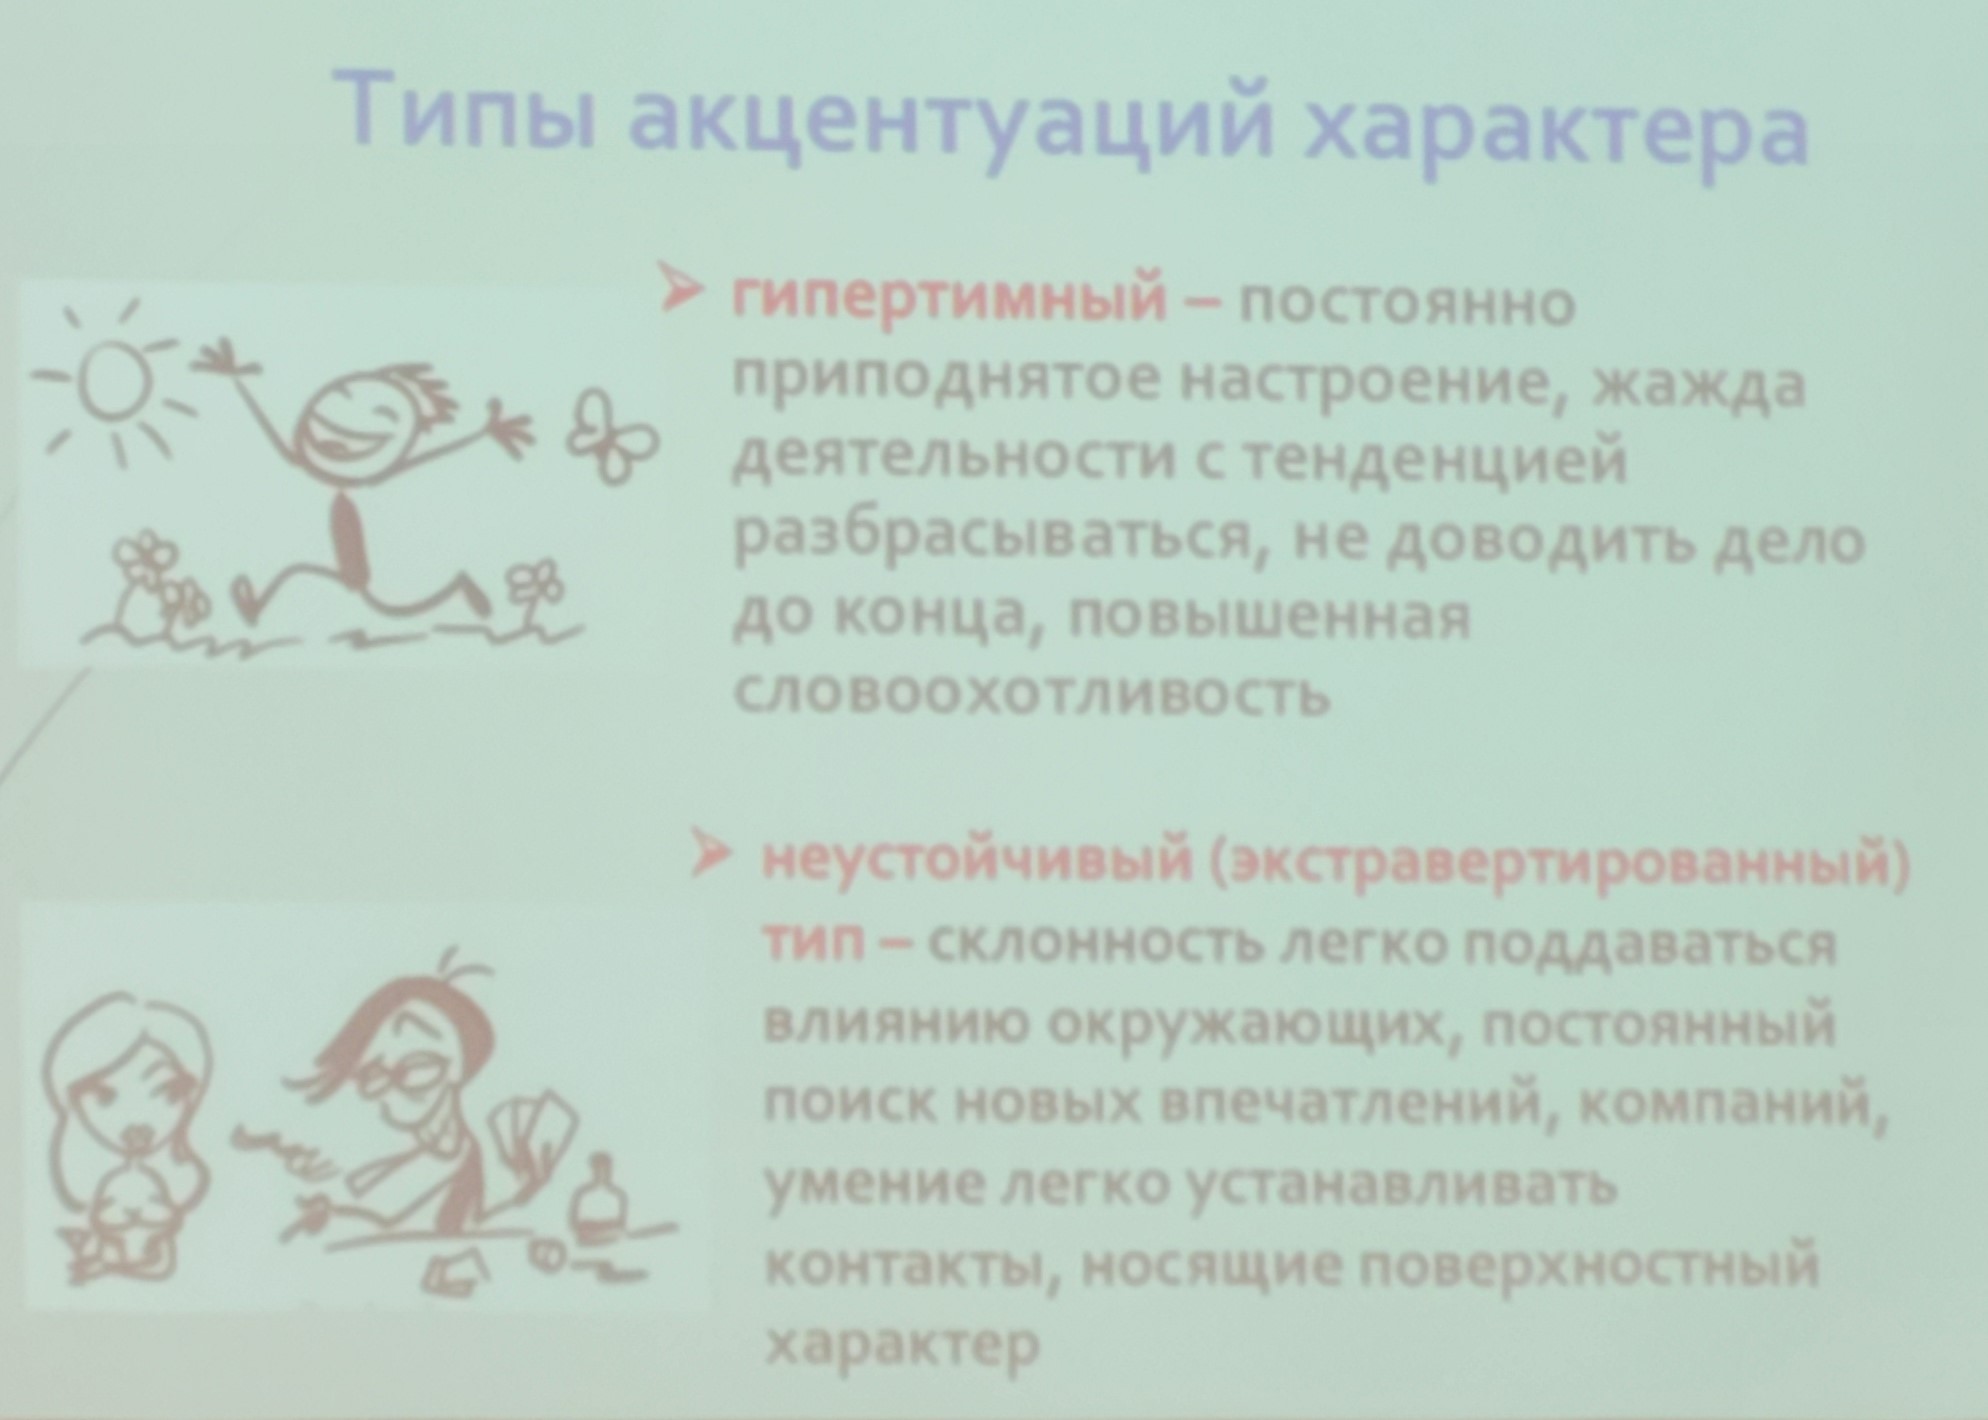 Типы акцентуаций характера
гипертимный – постоянно
приподнятое настроение, жажда
деятельности с тенденцией
разбрасываться, не доводить дело
до конца, повышенная
словоохотливость
неустойчивый (экстравертированный)
тип – склонность легко поддаваться
влиянию окружающих, постоянный
поиск новых впечатлений, компаний,
умение легко устанавливать
контакты, носящие поверхностный
характер